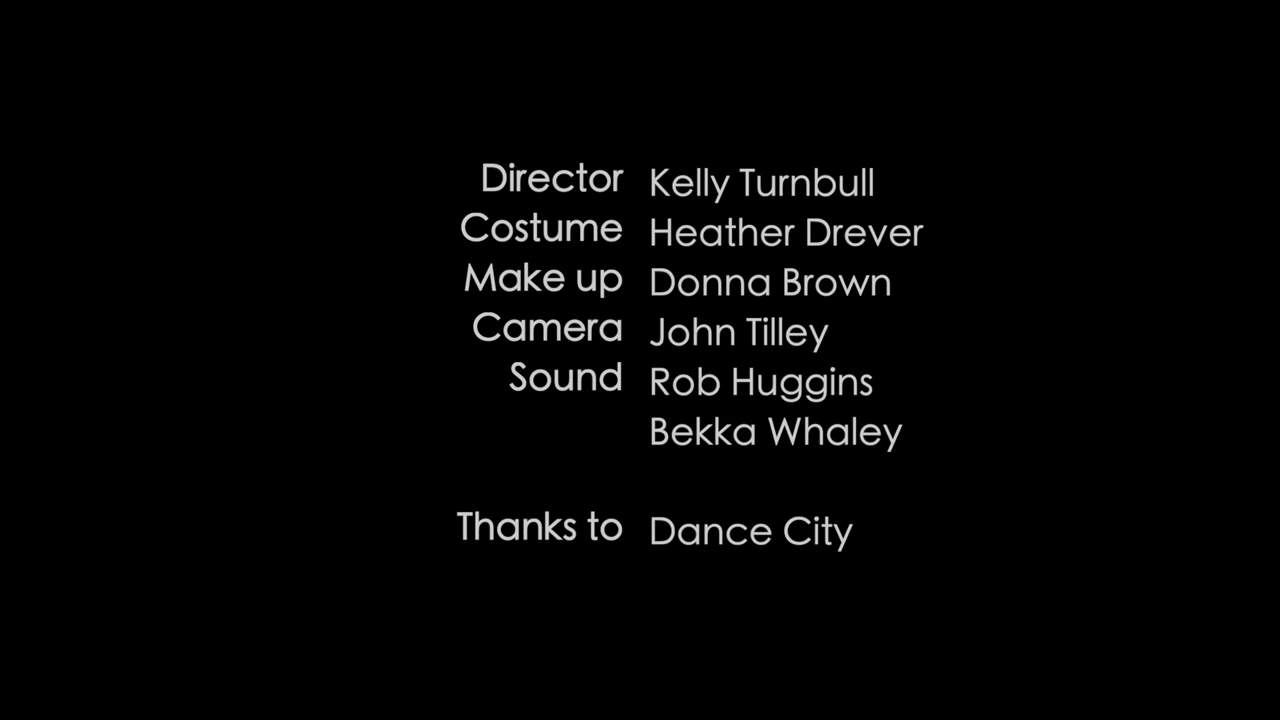 Director Kelly Turnbull
Costume Heather Drever
Make up Donna Brown
Camera John Tilley
Sound Rob Huggins
Bekka Whaley
Thanks to Dance City